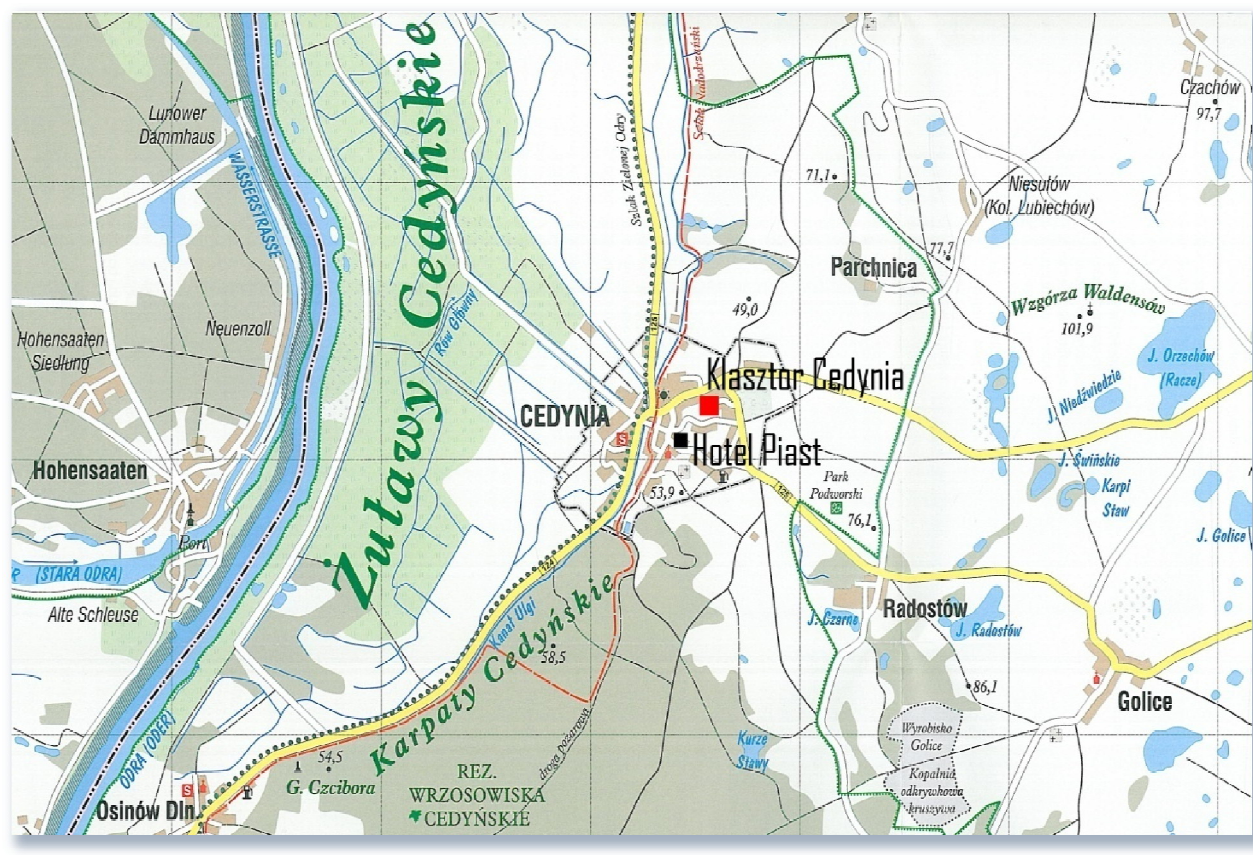 Lunower
Dammhaus
WASSERSTRASSE
Żuławy Cedyńskie
Szlak Zielonej Odry
Szlak Nadodrzański
Czachów
97,7
71,1
Niesułów
(Kol. Lubiechów)
77,7
Parchnica
Wzgórza Waldensów
101,9
49,0
Neuenzoll
Hohensaaten
Siedlung
Rów Główny
125
J. Orzechów
(Racze)
Klasztor Cedynia
J. Niedźwiedzie
CEDYNIA
S
Hotel Piast
Hohensaaten
J. Świńskie
Karpi
Staw
Park
Podworski
53,9
76,1
J. Golice
Port
(STARA ODRA)
Alte Schleuse
124
Kanał Ulgi
58,5
Radostów
J. Czarne
J. Radostów
86,1
Golice
Karpaty Cedyńskie
droga pożarowa
Kurze
Stawy
Wyrobisko
Golice
Kopalnia
odkrywkowa
kruszywa
ODRA (ODER)
54,5
G. Czcibora
REZ.
WRZOSOWISKA
CEDYŃSKIE
S
Osinów Dln.